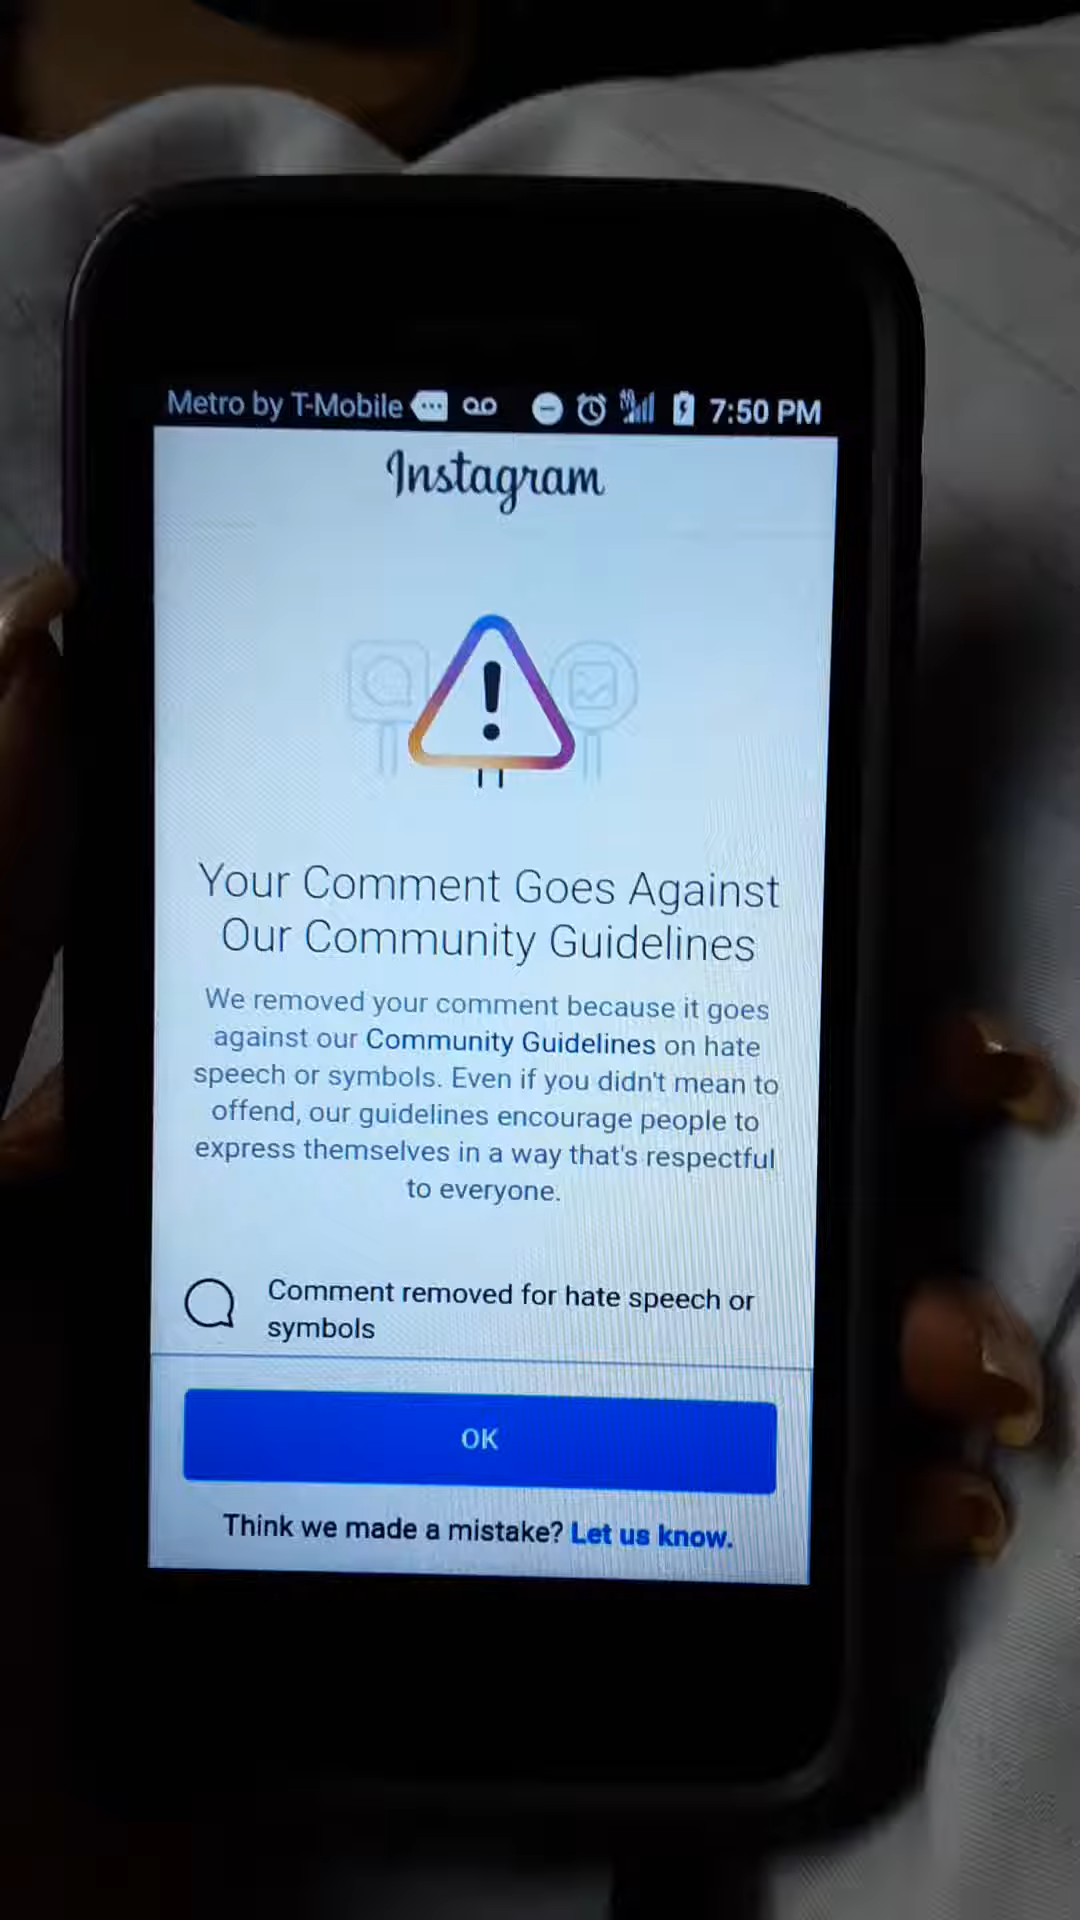 Metro by T-Mobile 7:50 PM
Instagram
Your Comment Goes Against
Our Community Guidelines
We removed your comment because it goes
against our Community Guidelines on hate
speech or symbols. Even if you didn't mean to
offend, our guidelines encourage people to
express themselves in a way that's respectful
to everyone.
Comment removed for hate speech or
symbols
OK
Think we made a mistake? Let us know.